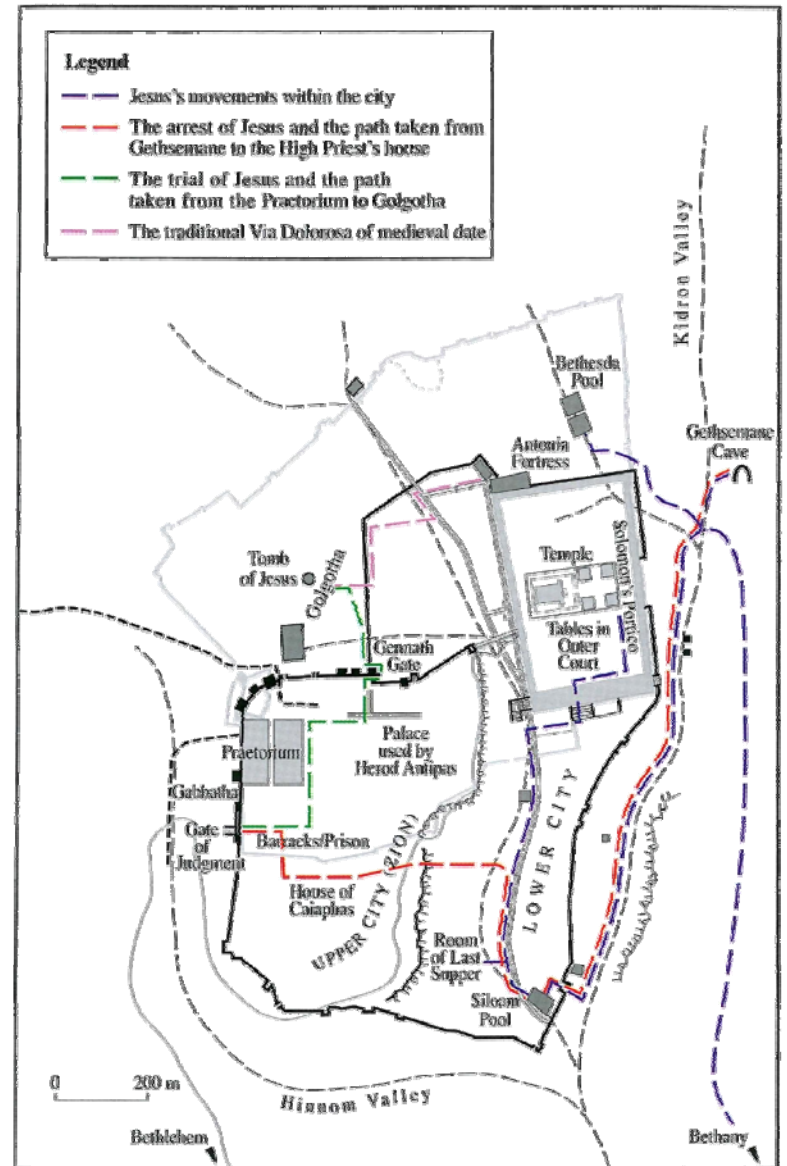 Legend
Jesus's movements within the city
The arrest of Jesus and the path taken from
Gethsemane to the High Priest's house
The trial of Jesus and the path
taken from the Praetorium to Golgotha
The traditional Via Dolorosa of medieval date
Kidron Valley
Bethesda
Pool
Gethsemane
Cave
Antonia
Fortress
Tomb
of Jesus
Golgotha
Temple
Solomon's Portico
Tables in
Outer
Court
Gennath
Gate
Palace
used by
Herod Antipas
Praetorium
Gabbatha
Gate
of
Judgment
Barracks/Prison
House of
Caiaphas
UPPER CITY (ZION)
LOWER CITY
Room
of Last
Supper
Siloam
Pool
0 200 m
Hinnom Valley
Bethlehem
Bethany